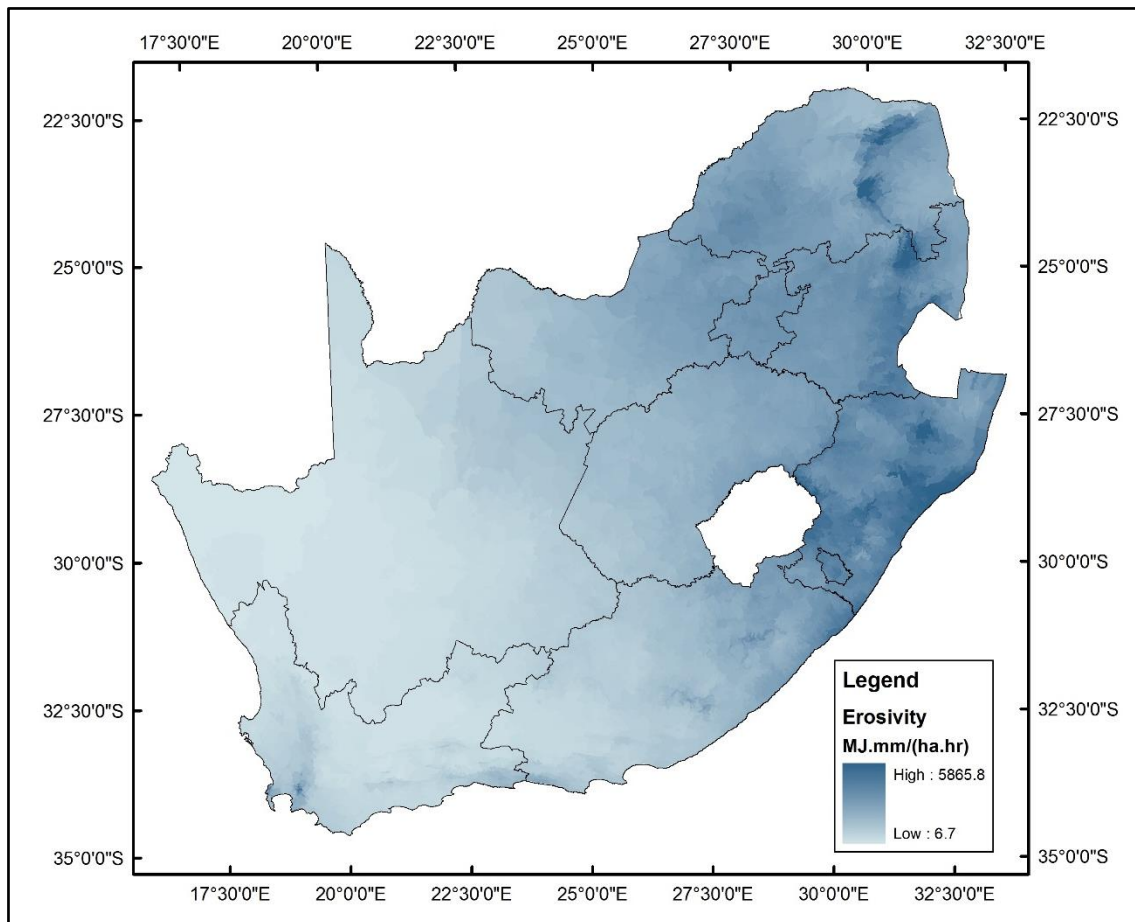 17°30'0"E 20°0'0"E 22°30'0"E 25°0'0"E 27°30'0"E 30°0'0"E 32°30'0"E
22°30'0"S 22°30'0"S
25°0'0"S 25°0'0"S
27°30'0"S 27°30'0"S
30°0'0"S 30°0'0"S
32°30'0"S 32°30'0"S
35°0'0"S 35°0'0"S
Legend
Erosivity
MJ.mm/(ha.hr)
High : 5865.8
Low : 6.7
17°30'0"E 20°0'0"E 22°30'0"E 25°0'0"E 27°30'0"E 30°0'0"E 32°30'0"E